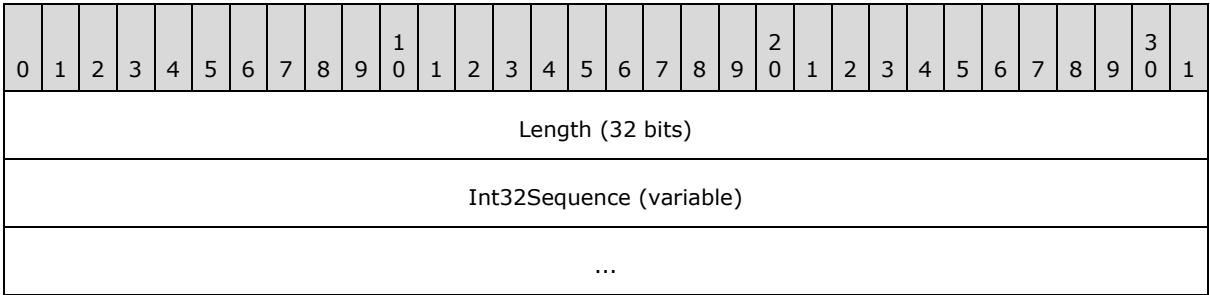 1 2 3
0 1 2 3 4 5 6 7 8 9 0 1 2 3 4 5 6 7 8 9 0 1 2 3 4 5 6 7 8 9 0 1
Length (32 bits)
Int32Sequence (variable)
...